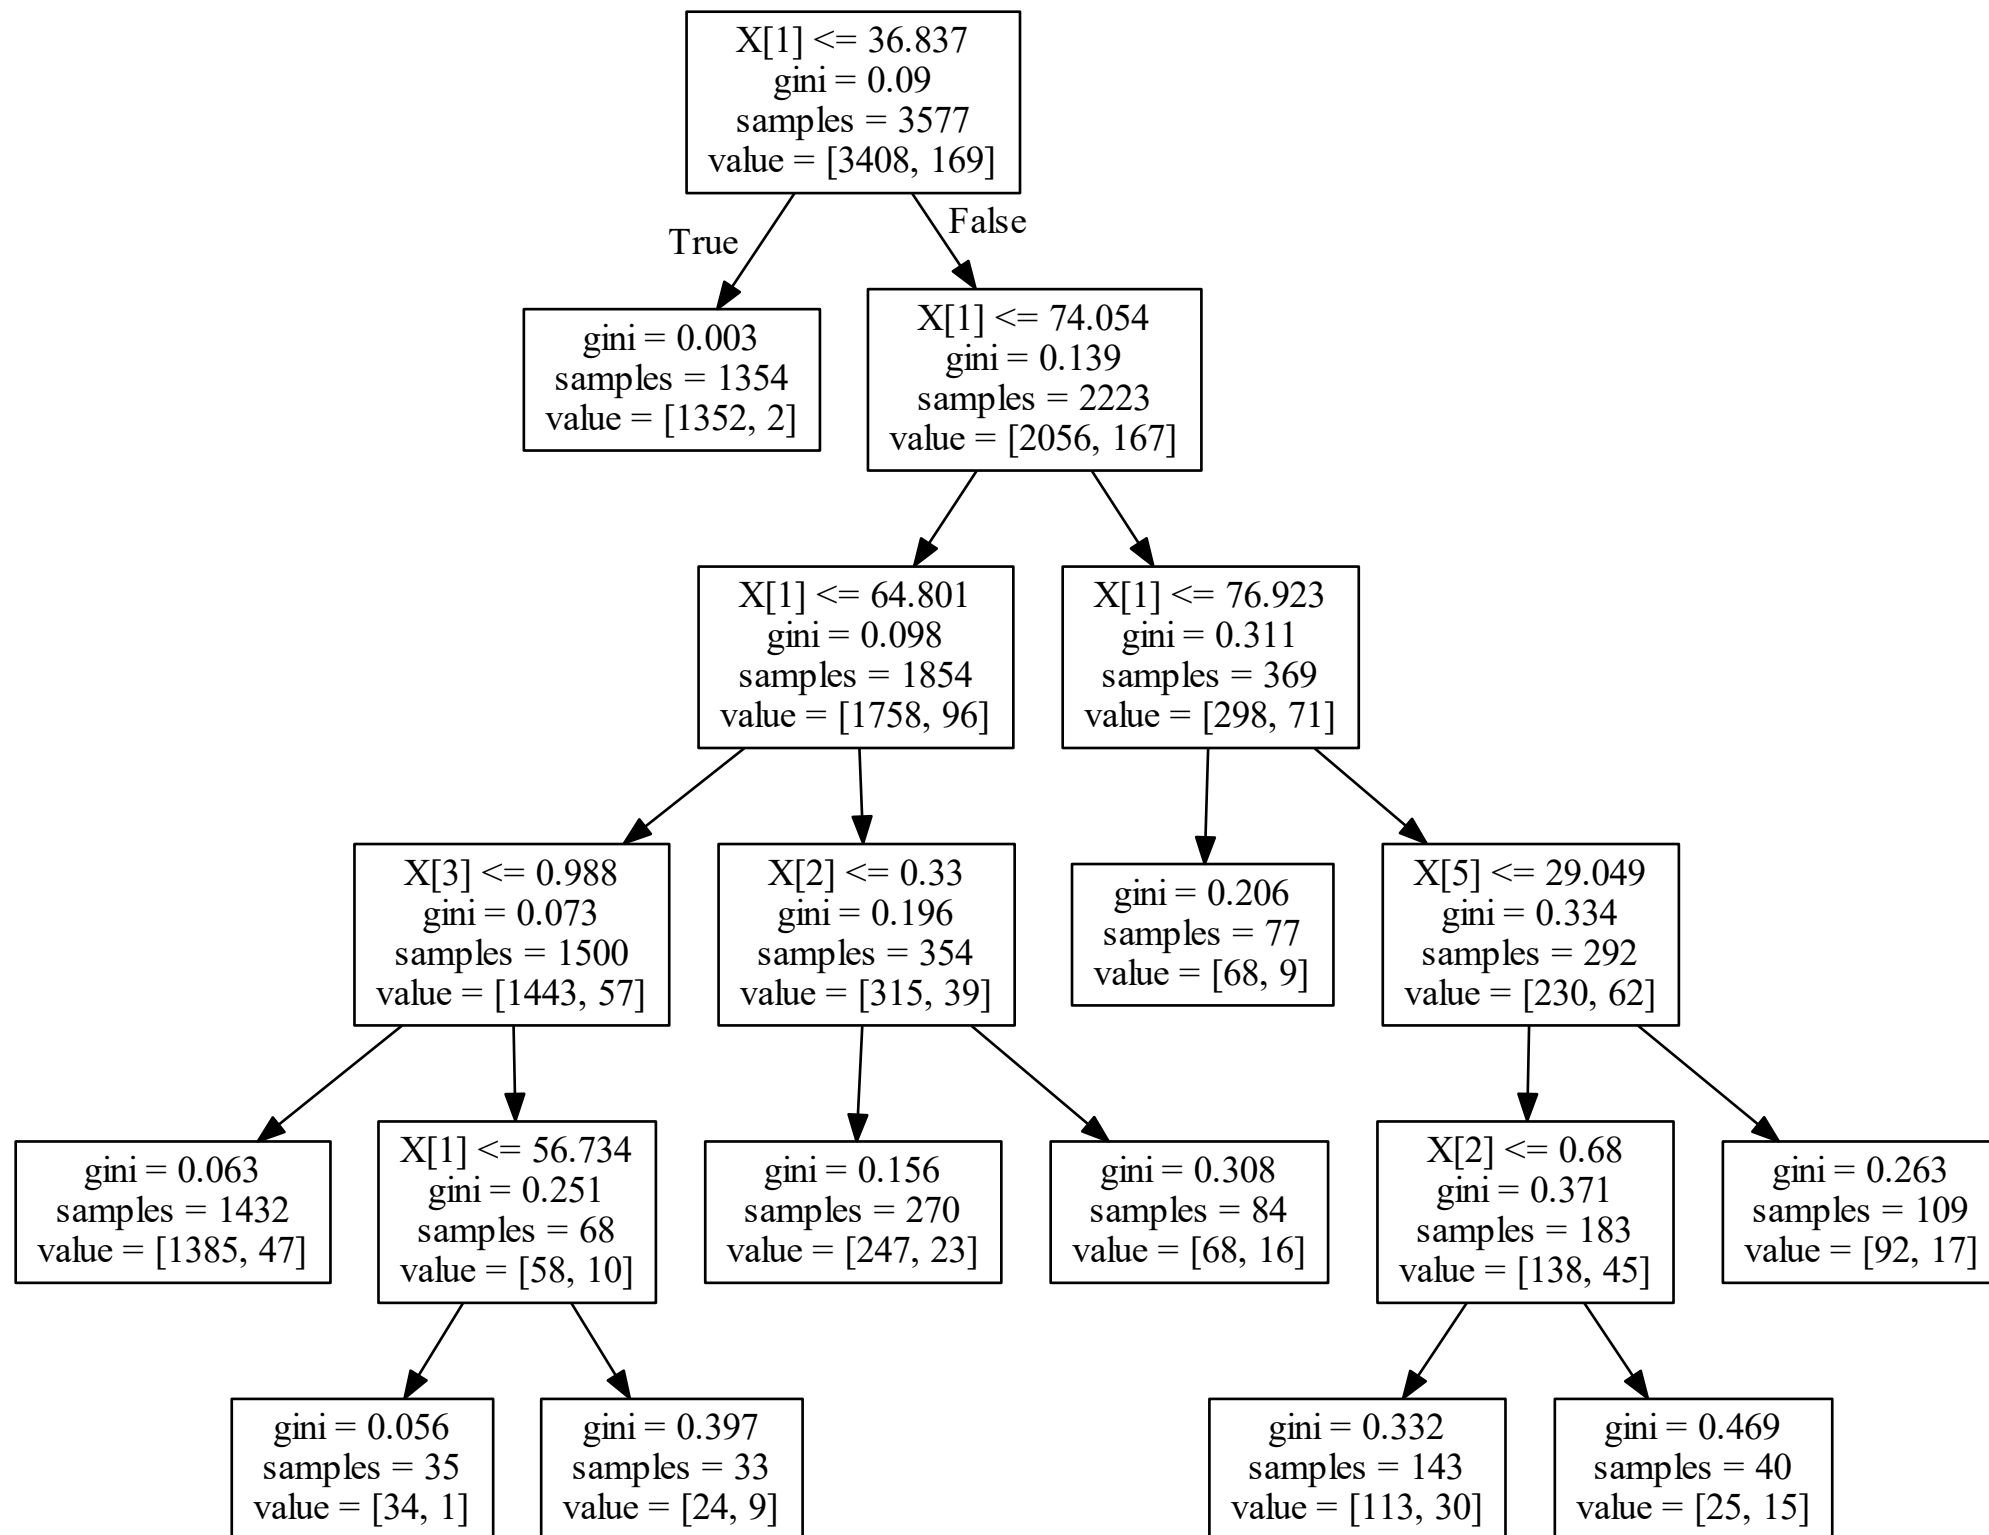 X[1] <= 36.837
gini = 0.09
samples = 3577
value = [3408, 169]
True
False
gini = 0.003
samples = 1354
value = [1352, 2]
X[1] <= 74.054
gini = 0.139
samples = 2223
value = [2056, 167]
X[1] <= 64.801
gini = 0.098
samples = 1854
value = [1758, 96]
X[1] <= 76.923
gini = 0.311
samples = 369
value = [298, 71]
X[3] <= 0.988
gini = 0.073
samples = 1500
value = [1443, 57]
X[2] <= 0.33
gini = 0.196
samples = 354
value = [315, 39]
gini = 0.206
samples = 77
value = [68, 9]
X[5] <= 29.049
gini = 0.334
samples = 292
value = [230, 62]
gini = 0.063
samples = 1432
value = [1385, 47]
X[1] <= 56.734
gini = 0.251
samples = 68
value = [58, 10]
gini = 0.156
samples = 270
value = [247, 23]
gini = 0.308
samples = 84
value = [68, 16]
X[2] <= 0.68
gini = 0.371
samples = 183
value = [138, 45]
gini = 0.263
samples = 109
value = [92, 17]
gini = 0.056
samples = 35
value = [34, 1]
gini = 0.397
samples = 33
value = [24, 9]
gini = 0.332
samples = 143
value = [113, 30]
gini = 0.469
samples = 40
value = [25, 15]